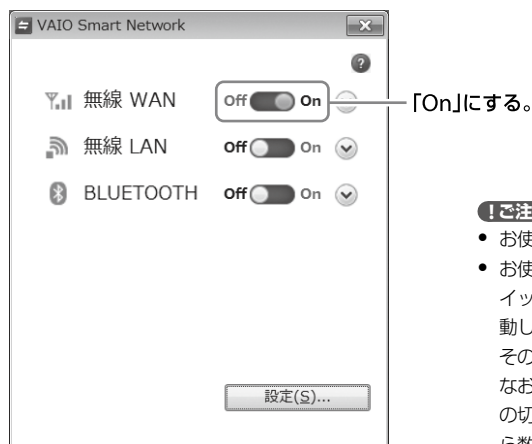 VAIO Smart Network
?
無線 WAN Off On
「On」にする。
無線 LAN Off On
BLUETOOTH Off On
設定(S)...
!ご注
お使
お使
イッ
動し
その
なお
の切